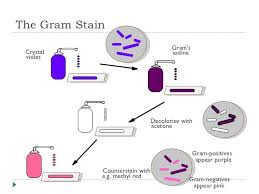 The Gram Stain
Crystal
violet
Gram's
iodine
Decolorise with
acetone
Gram-positives
appear purple
Counterstain with
e.g. methyl red
Gram-negatives
appear pink